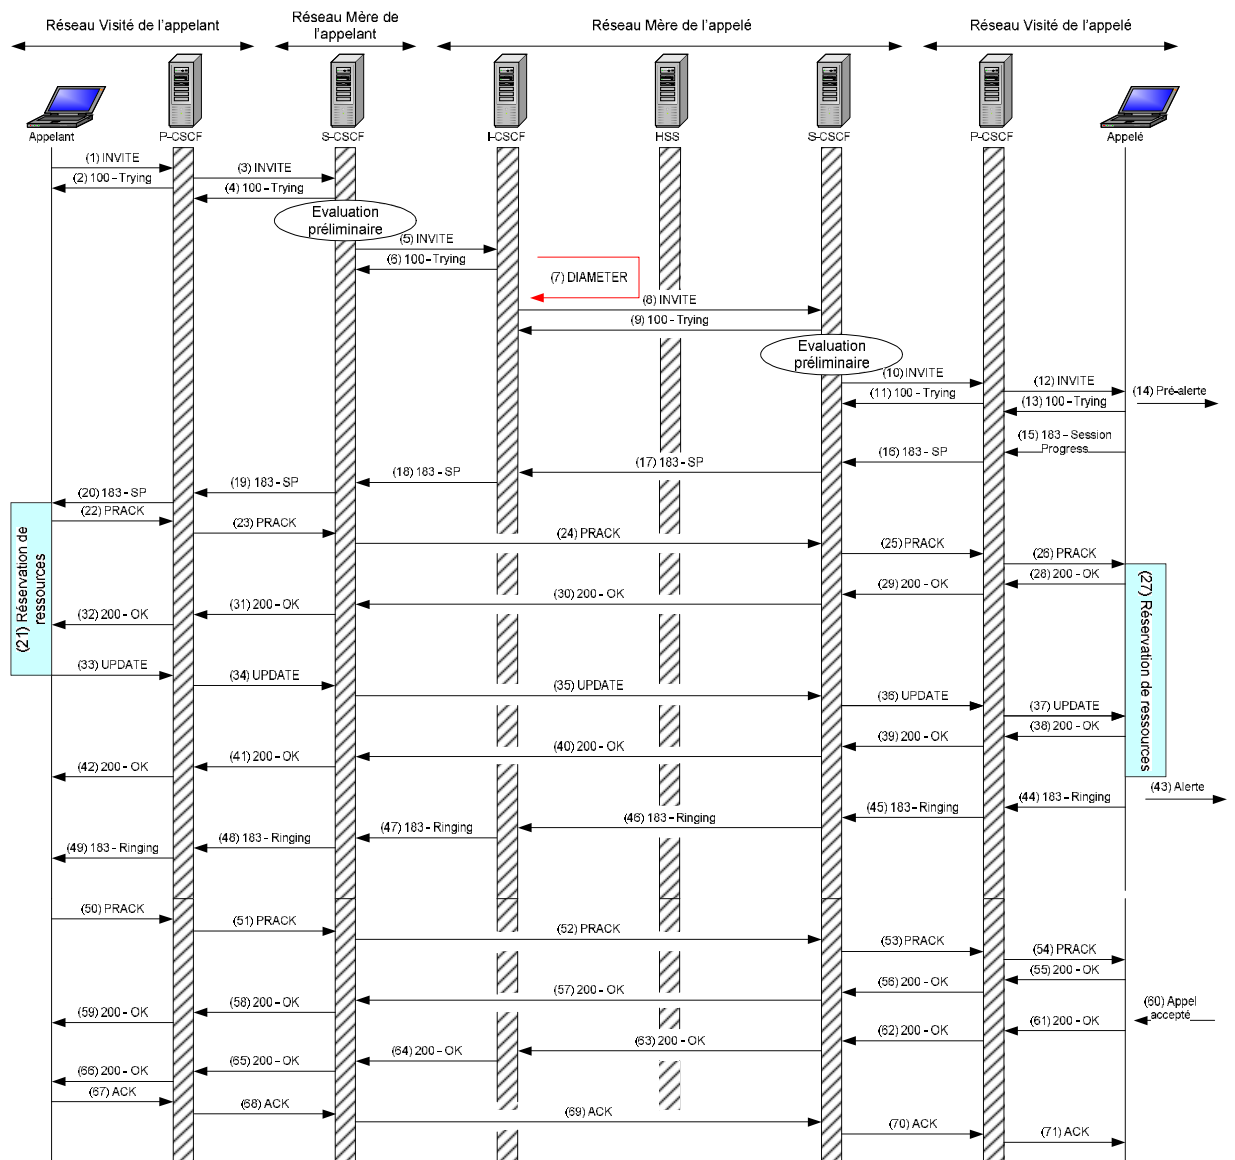 Réseau Visité de l'appelant
Réseau Mère de
l'appelant
Réseau Mère de l'appelé
Réseau Visité de l'appelé
Appelant
P-CSCF
S-CSCF
I-CSCF
HSS
S-CSCF
P-CSCF
Appelé
(1) INVITE
(2) 100 - Trying
(3) INVITE
(4) 100 - Trying
Evaluation
préliminaire
(5) INVITE
(6) 100 - Trying
(7) DIAMETER
(8) INVITE
(9) 100 - Trying
Evaluation
préliminaire
(10) INVITE
(11) 100 - Trying
(12) INVITE
(13) 100 - Trying
(14) Pré-alerte
(15) 183 - Session
Progress
(16) 183 - SP
(17) 183 - SP
(18) 183 - SP
(19) 183 - SP
(20) 183 - SP
(21) Réservation de
ressources
(22) PRACK
(23) PRACK
(24) PRACK
(25) PRACK
(26) PRACK
(27) Réservation de ressources
(28) 200 - OK
(29) 200 - OK
(30) 200 - OK
(31) 200 - OK
(32) 200 - OK
(33) UPDATE
(34) UPDATE
(35) UPDATE
(36) UPDATE
(37) UPDATE
(38) 200 - OK
(39) 200 - OK
(40) 200 - OK
(41) 200 - OK
(42) 200 - OK
(43) Alerte
(44) 183 - Ringing
(45) 183 - Ringing
(46) 183 - Ringing
(47) 183 - Ringing
(48) 183 - Ringing
(49) 183 - Ringing
(50) PRACK
(51) PRACK
(52) PRACK
(53) PRACK
(54) PRACK
(55) 200 - OK
(56) 200 - OK
(57) 200 - OK
(58) 200 - OK
(59) 200 - OK
(60) Appel
accepté
(61) 200 - OK
(62) 200 - OK
(63) 200 - OK
(64) 200 - OK
(65) 200 - OK
(66) 200 - OK
(67) ACK
(68) ACK
(69) ACK
(70) ACK
(71) ACK